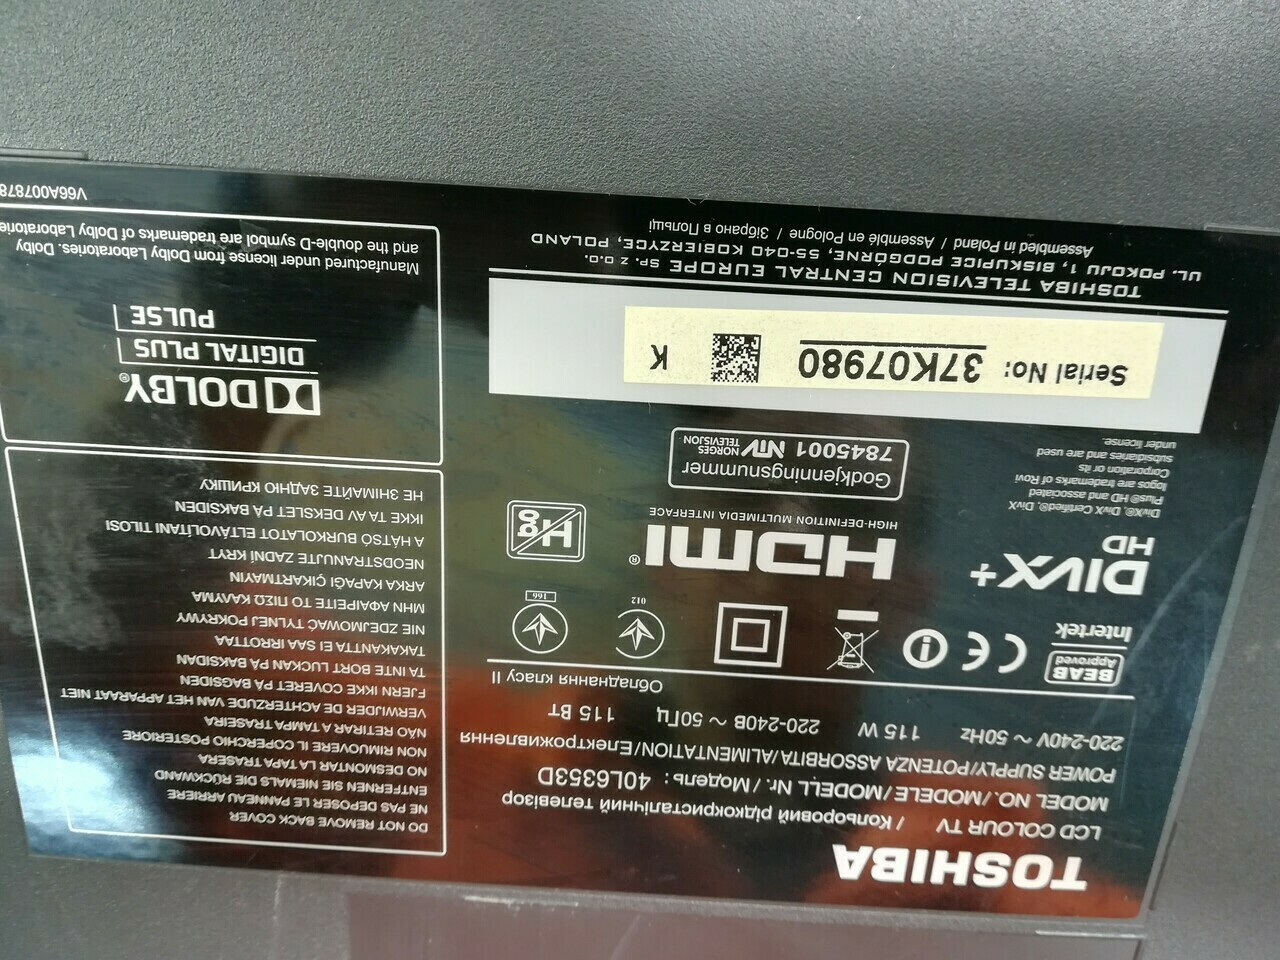 TOSHIBA
LCD COLOUR TV / Кольоровий рідкокристалічний телевізор
MODEL NO. / MODELE / MODELL Nr. / Модель : 40L6353D
POWER SUPPLY/POTENZA ASSORBITA/ALIMENTATION/Електроживлення
220-240V ~ 50Hz 115 W 220-240В ~ 50Гц 115 ВТ
Обладнання класу II
BEAB
Approved
Intertek
CE
012
166
DIVX+
HD
HDMI®
HIGH-DEFINITION MULTIMEDIA INTERFACE
Hg
DivX®, DivX Certified®, DivX
Plus® HD and associated
logos are trademarks of Rovi
Corporation or its
subsidiaries and are used
under license.
Godkjenningsnummer
7845001 NTV NORGES TELEVISION
Serial No: 37K07980 K
TOSHIBA TELEVISION CENTRAL EUROPE SP. z o.o.
UL. POKOJU 1, BISKUPICE PODGÓRNE, 55-040 KOBIERZYCE, POLAND
Assembled in Poland / Assemblé en Pologne / Зібрано в Польщі
DO NOT REMOVE BACK COVER
NE PAS DEPOSER LE PANNEAU ARRIERE
ENTFERNEN SIE NIEMALS DIE RÜCKWAND
NO DESMONTAR LA TAPA TRASERA
NON RIMUOVERE IL COPERCHIO POSTERIORE
NÃO RETIRAR A TAMPA TRASEIRA
VERWIJDER DE ACHTERZUDE VAN HET APPARAAT NIET
FJERN IKKE COVERET PÅ BAGSIDEN
TA INTE BORT LUCKAN PÅ BAKSIDAN
TAKAKANTTA EI SAA IRROTTAA
NIE ZDEJMOWAĆ TYLNEJ POKRYWY
ΜΗΝ ΑΦΑΙΡΕΙΤΕ ΤΟ ΠΙΣΩ ΚΑΛΥΜΑ
ARKA KAPAĞI ÇIKARTMAYIN
NEODSTRANUJTE ZADNÍ KRYT
A HÁTSÓ BURKOLATOT ELTÁVOLÍTANI TILOS!
IKKE TA AV DEKSLET PÅ BAKSIDEN
НЕ ЗНІМАЙТЕ ЗАДНЮ КРИШКУ
DOLBY®
DIGITAL PLUS
PULSE
Manufactured under license from Dolby Laboratories. Dolby
and the double-D symbol are trademarks of Dolby Laboratorie
V66A007878